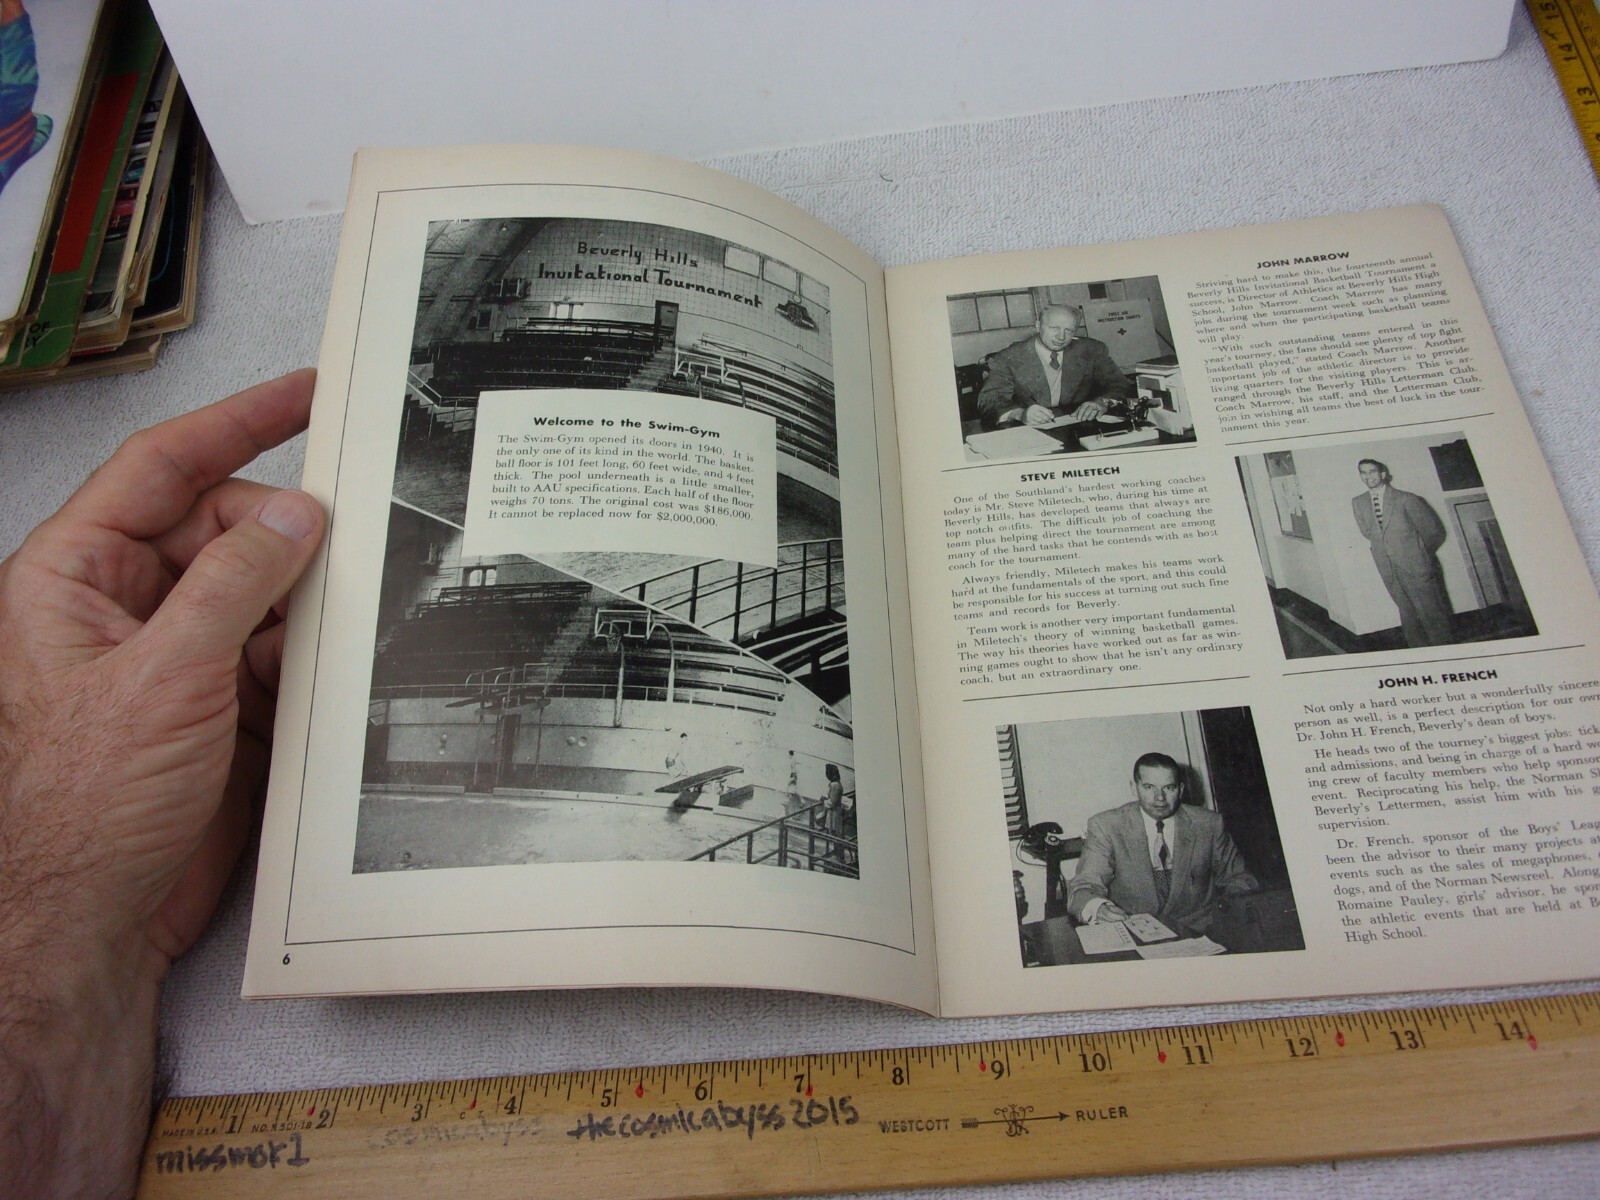 Beverly Hills
Invitational Tournament
Welcome to the Swim-Gym
The Swim-Gym opened its doors in 1940. It is
the only one of its kind in the world. The basket-
ball floor is 101 feet long, 60 feet wide, and 4 feet
thick. The pool underneath is a little smaller,
built to AAU specifications. Each half of the floor
weighs 70 tons. The original cost was $186,000.
It cannot be replaced now for $2,000,000.
6
FIRST AID
INSTRUCTION CHARTS
STEVE MILETECH
One of the Southland's hardest working coaches
today is Mr. Steve Miletech, who, during his time at
Beverly Hills, has developed teams that always are
top notch outfits. The difficult job of coaching the
team plus helping direct the tournament are among
many of the hard tasks that he contends with as host
coach for the tournament.
Always friendly, Miletech makes his teams work
hard at the fundamentals of the sport, and this could
be responsible for his success at turning out such fine
teams and records for Beverly.
Team work is another very important fundamental
in Miletech's theory of winning basketball games.
The way his theories have worked out as far as win-
ning games ought to show that he isn't any ordinary
coach, but an extraordinary one.
JOHN MARROW
Striving hard to make this, the fourteenth annual
Beverly Hills Invitational Basketball Tournament a
success, is Director of Athletics at Beverly Hills High
School, John Marrow. Coach Marrow has many
jobs during the tournament week such as planning
where and when the participating basketball teams
will play.
"With such outstanding teams entered in this
year's tourney, the fans should see plenty of top flight
basketball played," stated Coach Marrow. Another
important job of the athletic director is to provide
living quarters for the visiting players. This is ar-
ranged through the Beverly Hills Letterman Club.
Coach Marrow, his staff, and the Letterman Club,
join in wishing all teams the best of luck in the tour-
nament this year.
JOHN H. FRENCH
Not only a hard worker but a wonderfully sincere
person as well, is a perfect description for our own
Dr. John H. French, Beverly's dean of boys.
He heads two of the tourney's biggest jobs: tick
and admissions, and being in charge of a hard wo
ing crew of faculty members who help sponsor
event. Reciprocating his help, the Norman S
Beverly's Lettermen, assist him with his g
supervision.
Dr. French, sponsor of the Boys' Leag
been the advisor to their many projects at
events such as the sales of megaphones,
dogs, and of the Norman Newsreel. Along
Romaine Pauley, girls' advisor, he spon
the athletic events that are held at Be
High School.
OF
15
14
13
1 2 3 4 5 6 7 8 9 10 11 12 13 14
MADE IN U.S.A.
missmark1
cosmicabyss
thecosmicabyss2015
WESTCOTT RULER